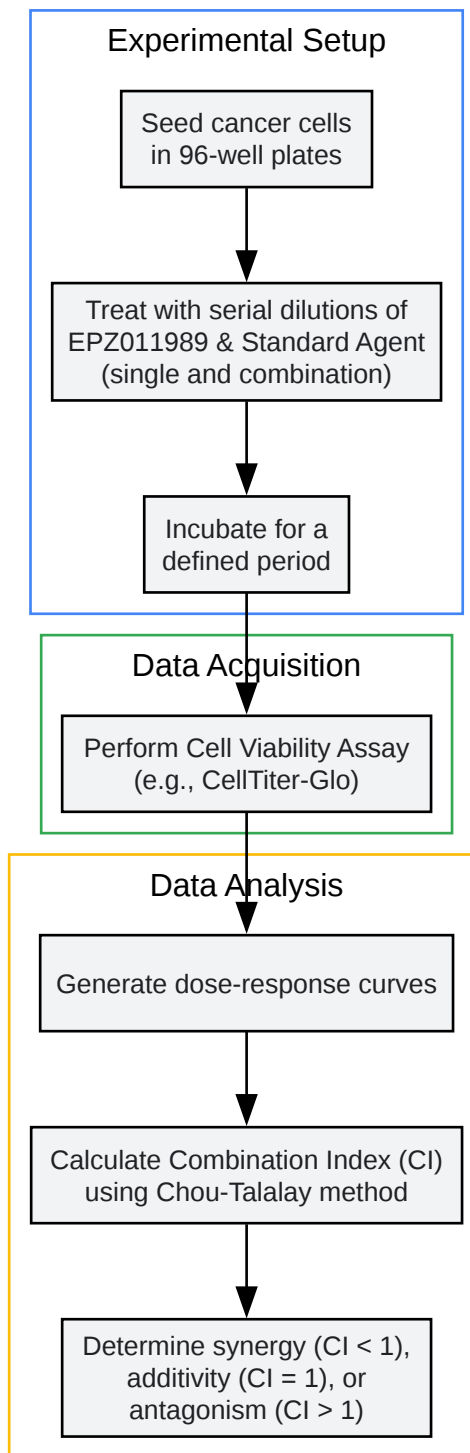 Experimental Setup
Seed cancer cells
in 96-well plates
Treat with serial dilutions of
EPZ011989 & Standard Agent
(single and combination)
Incubate for a
defined period
Data Acquisition
Perform Cell Viability Assay
(e.g., CellTiter-Glo)
Data Analysis
Generate dose-response curves
Calculate Combination Index (CI)
using Chou-Talalay method
Determine synergy (CI < 1),
additivity (CI = 1), or
antagonism (CI > 1)